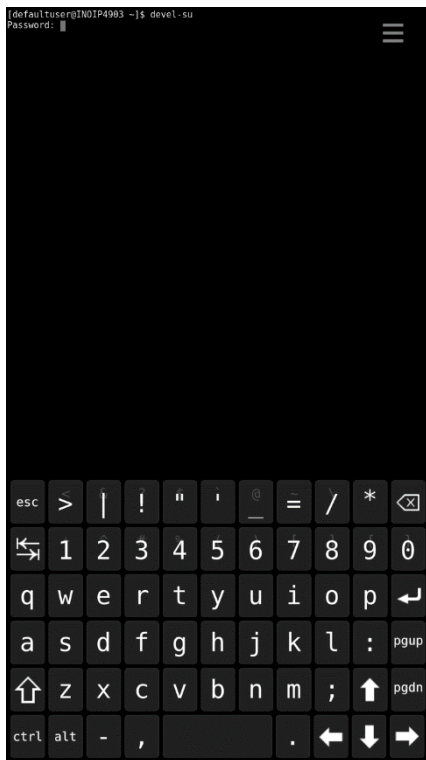 [defaultuser@INOIP4903 ~]$ devel-su
Password:
esc > | ! " ' _ = / *
1 2 3 4 5 6 7 8 9 0
q w e r t y u i o p
a s d f g h j k l : pgup
z x c v b n m ; pgdn
ctrl alt - , .